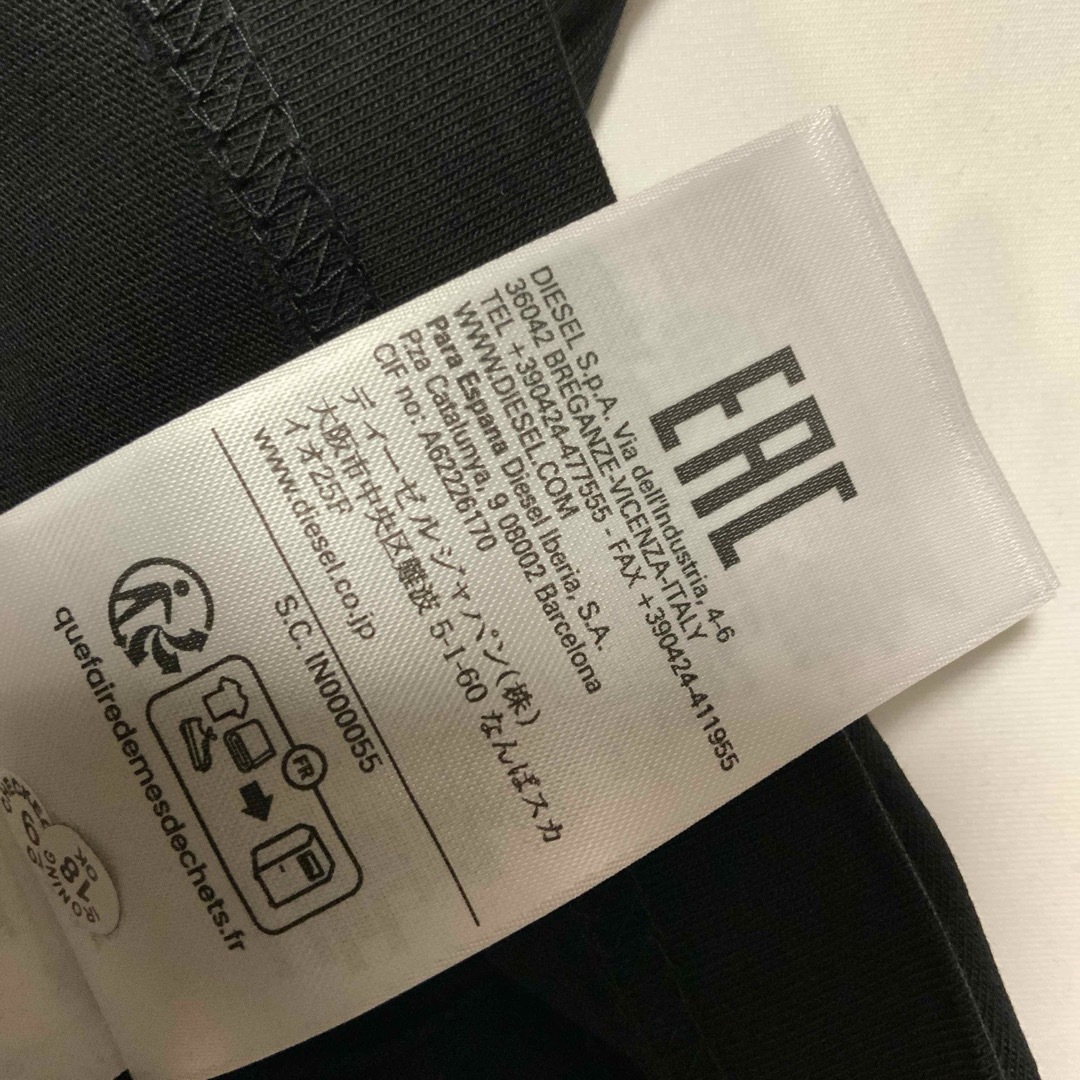 EAC
DIESEL S.p.A. Via dell'Industria, 4-6
36042 BREGANZE-VICENZA-ITALY
TEL +390424-477555 - FAX +390424-411955
WWW.DIESEL.COM
Para Espana Diesel Iberia, S.A.
Pza Catalunya, 9 08002 Barcelona
CIF no: A62226170
ディーゼルジャパン(株)
大阪市中央区難波 5-1-60 なんばスカ
イオ25F
www.diesel.co.jp
S.C. IN000055
FR
quefairedemesdechets.fr
18
OK